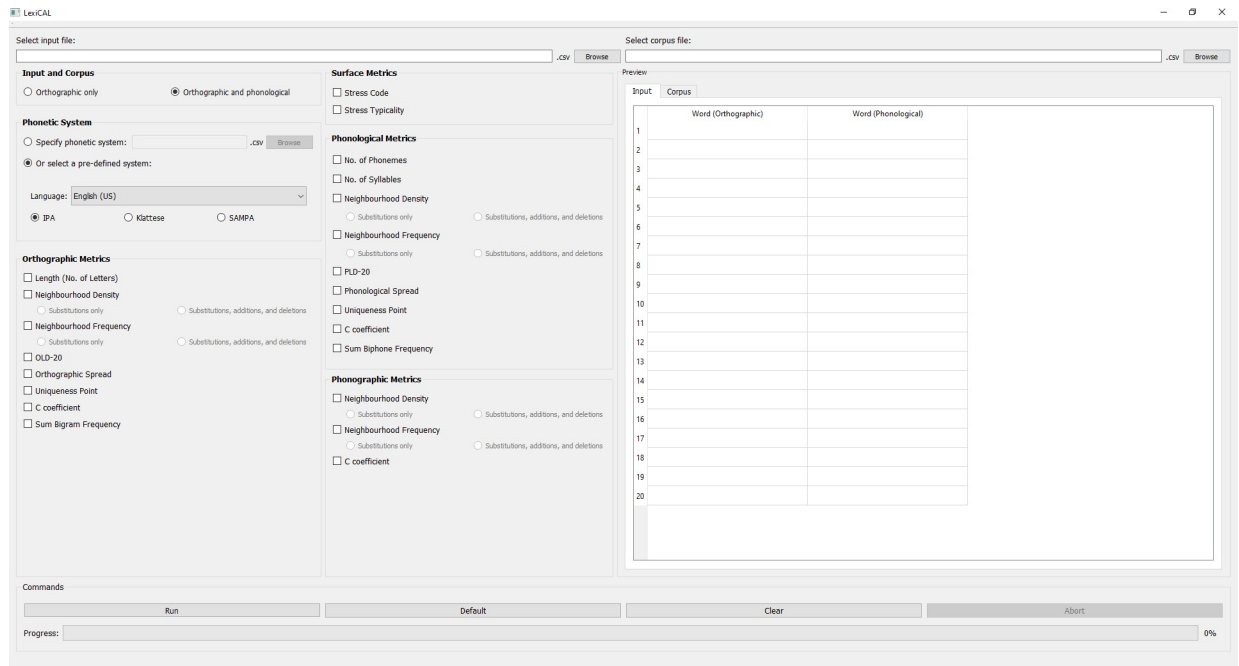 LexiCAL
Select input file:
.csv Browse
Select corpus file:
.csv Browse
Input and Corpus
Orthographic only Orthographic and phonological
Phonetic System
Specify phonetic system: .csv Browse
Or select a pre-defined system:
Language: English (US)
IPA Klattese SAMPA
Orthographic Metrics
Length (No. of Letters)
Neighbourhood Density
Substitutions only Substitutions, additions, and deletions
Neighbourhood Frequency
Substitutions only Substitutions, additions, and deletions
OLD-20
Orthographic Spread
Uniqueness Point
C coefficient
Sum Bigram Frequency
Surface Metrics
Stress Code
Stress Typicality
Phonological Metrics
No. of Phonemes
No. of Syllables
Neighbourhood Density
Substitutions only Substitutions, additions, and deletions
Neighbourhood Frequency
Substitutions only Substitutions, additions, and deletions
PLD-20
Phonological Spread
Uniqueness Point
C coefficient
Sum Biphone Frequency
Phonographic Metrics
Neighbourhood Density
Substitutions only Substitutions, additions, and deletions
Neighbourhood Frequency
Substitutions only Substitutions, additions, and deletions
C coefficient
Preview
Input Corpus
Word (Orthographic) Word (Phonological)
1
2
3
4
5
6
7
8
9
10
11
12
13
14
15
16
17
18
19
20
Commands
Run Default Clear Abort
Progress: 0%